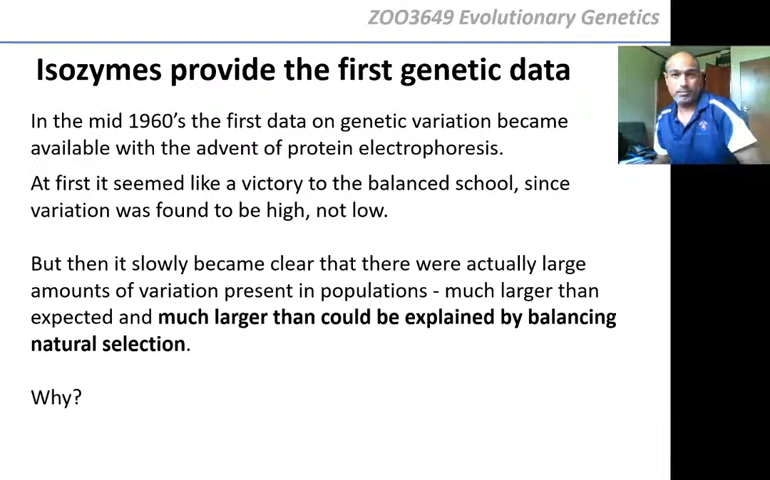 ZOO3649 Evolutionary Genetics
Isozymes provide the first genetic data
In the mid 1960's the first data on genetic variation became
available with the advent of protein electrophoresis.
At first it seemed like a victory to the balanced school, since
variation was found to be high, not low.
But then it slowly became clear that there were actually large
amounts of variation present in populations - much larger than
expected and much larger than could be explained by balancing
natural selection.
Why?